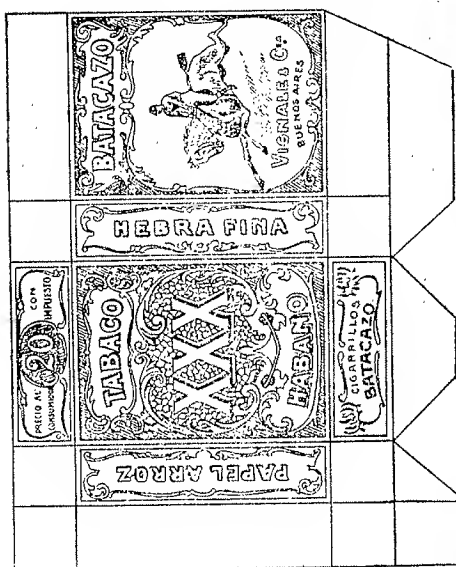 BATACAZO
VIGNALE & Cia
BUENOS AIRES
HEBRA FINA
PRECIO AL
CONSUMIDOR
20
CON
IMPUESTO
TABACO
XXX
HABANO
CIGARRILLOS
BATACAZO
PAPEL ARROZ